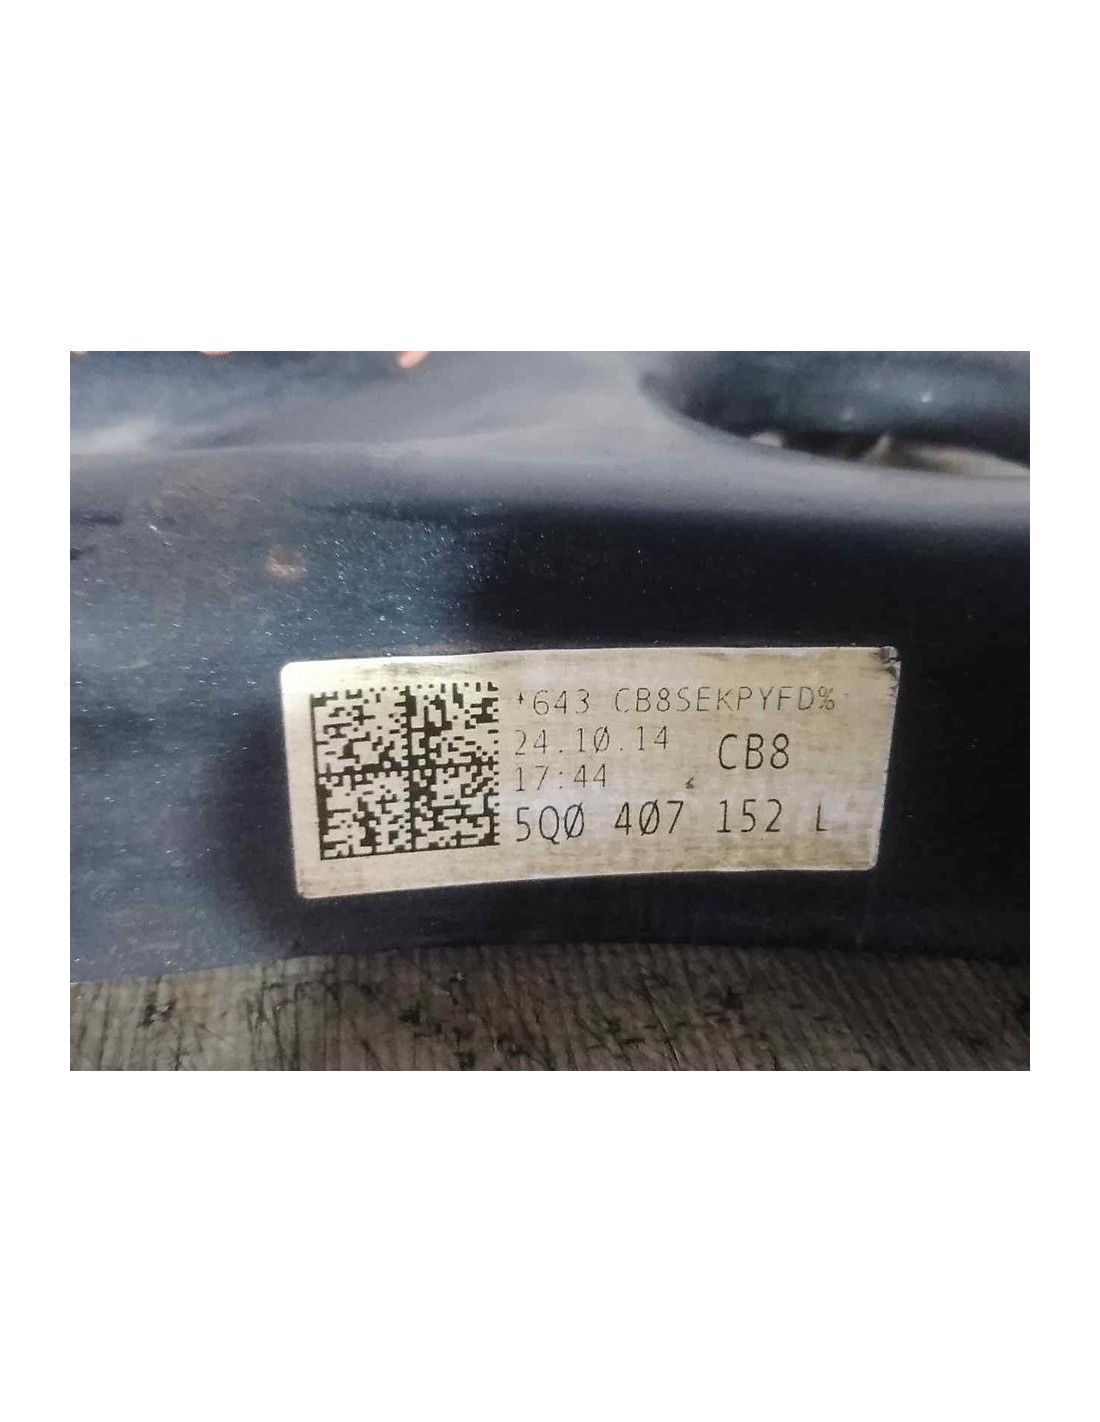 *643 CB8SEKPYFD%
24.10.14 CB8
17:44
5Q0 407 152 L